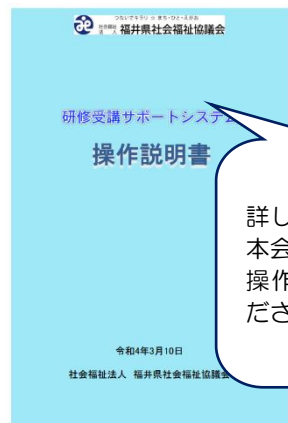 つないでキラリ☆まち・ひと・えがお
社会福祉法人 福井県社会福祉協議会
研修受講サポートシステム
操作説明書
詳し
本会
操作
ださ
令和4年3月10日
社会福祉法人 福井県社会福祉協議会